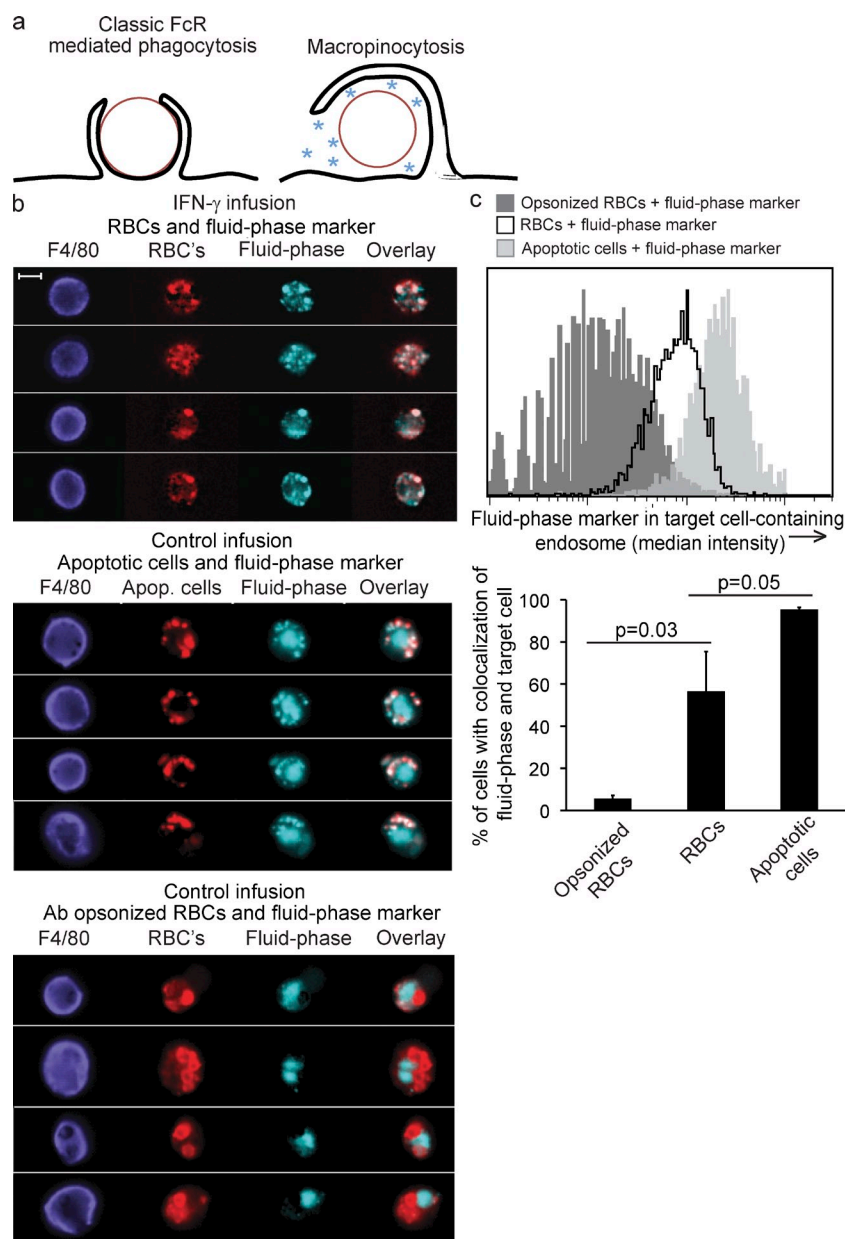 a
Classic FcR
mediated phagocytosis
Macropinocytosis
* * * * * * * *
b
IFN-γ infusion
RBCs and fluid-phase marker
F4/80 RBC's Fluid-phase Overlay
Control infusion
Apoptotic cells and fluid-phase marker
F4/80 Apop. cells Fluid-phase Overlay
Control infusion
Ab opsonized RBCs and fluid-phase marker
F4/80 RBC's Fluid-phase Overlay
c
Opsonized RBCs + fluid-phase marker
RBCs + fluid-phase marker
Apoptotic cells + fluid-phase marker
Fluid-phase marker in target cell-containing
endosome (median intensity) →
% of cells with colocalization of
fluid-phase and target cell
100
80
60
40
20
0
p=0.03
p=0.05
Opsonized
RBCs
RBCs
Apoptotic
cells